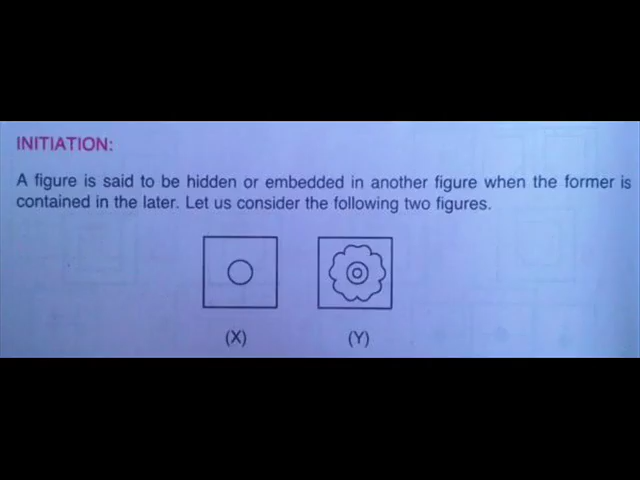 INITIATION:
A figure is said to be hidden or embedded in another figure when the former is
contained in the later. Let us consider the following two figures.
(X) (Y)